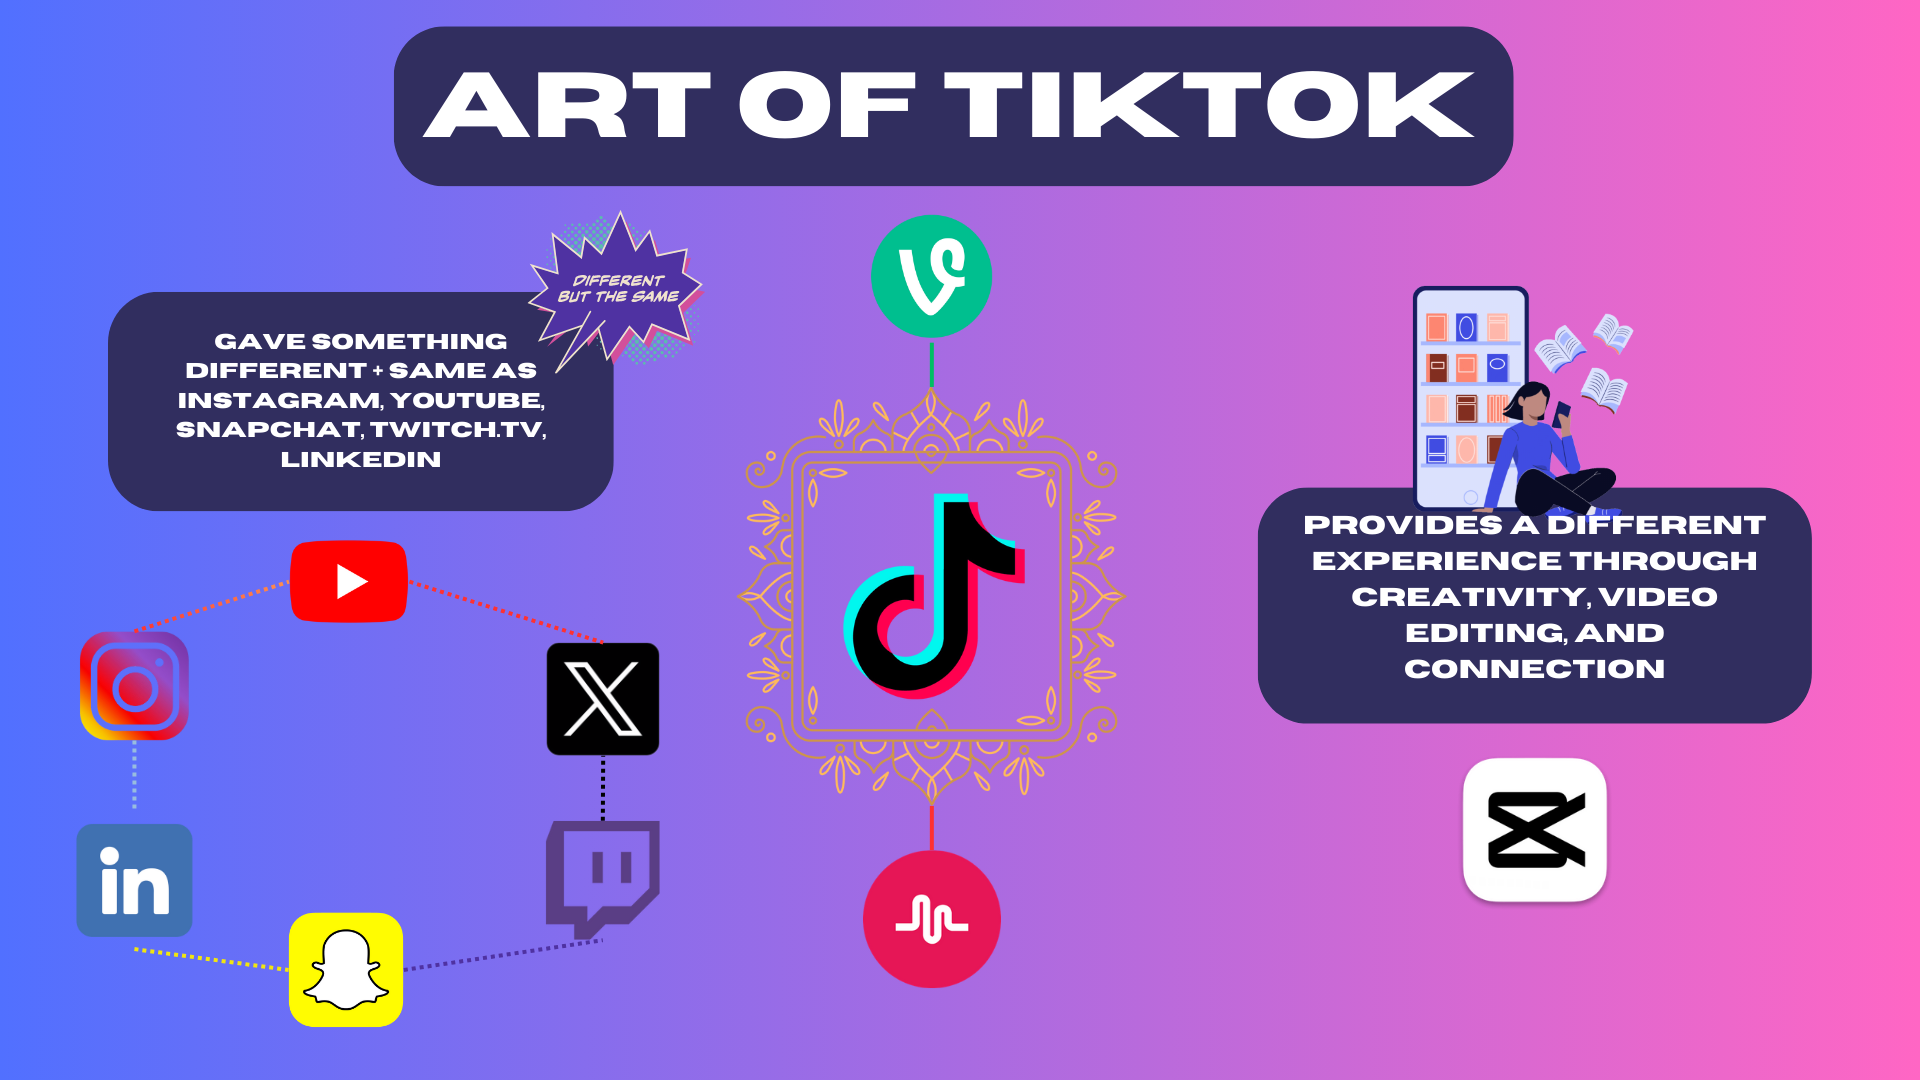 ART OF TIKTOK
DIFFERENT
BUT THE SAME
GAVE SOMETHING
DIFFERENT + SAME AS
INSTAGRAM, YOUTUBE,
SNAPCHAT, TWITCH.TV,
LINKEDIN
PROVIDES A DIFFERENT
EXPERIENCE THROUGH
CREATIVITY, VIDEO
EDITING, AND
CONNECTION
in